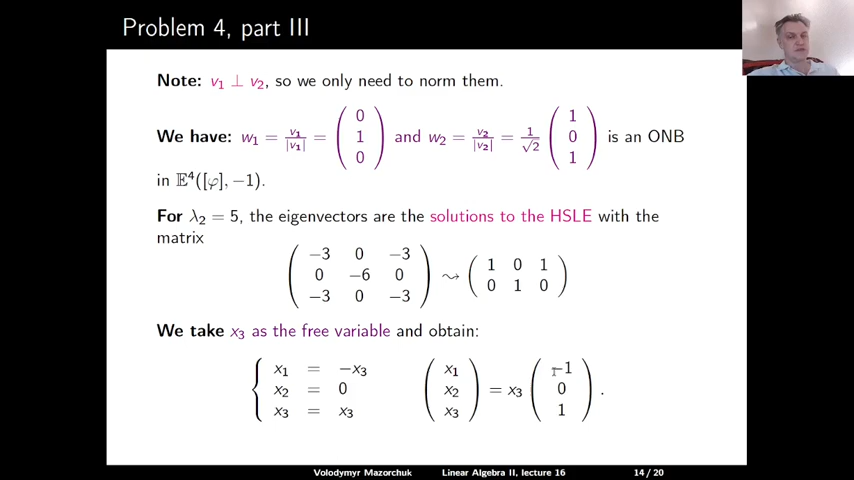 Problem 4, part III
Note: v₁ ⊥ v₂, so we only need to norm them.
We have: w₁ = v₁/|v₁| = (0 1 0) and w₂ = v₂/|v₂| = 1/√2 (1 0 1) is an ONB
in 𝔼⁴([φ], −1).
For λ₂ = 5, the eigenvectors are the solutions to the HSLE with the
matrix
−3 0 −3 1 0 1
0 −6 0 ⇝ 0 1 0
−3 0 −3
We take x₃ as the free variable and obtain:
x₁ = −x₃ x₁ −1
x₂ = 0 x₂ = x₃ 0 .
x₃ = x₃ x₃ 1
Volodymyr Mazorchuk Linear Algebra II, lecture 16 14 / 20